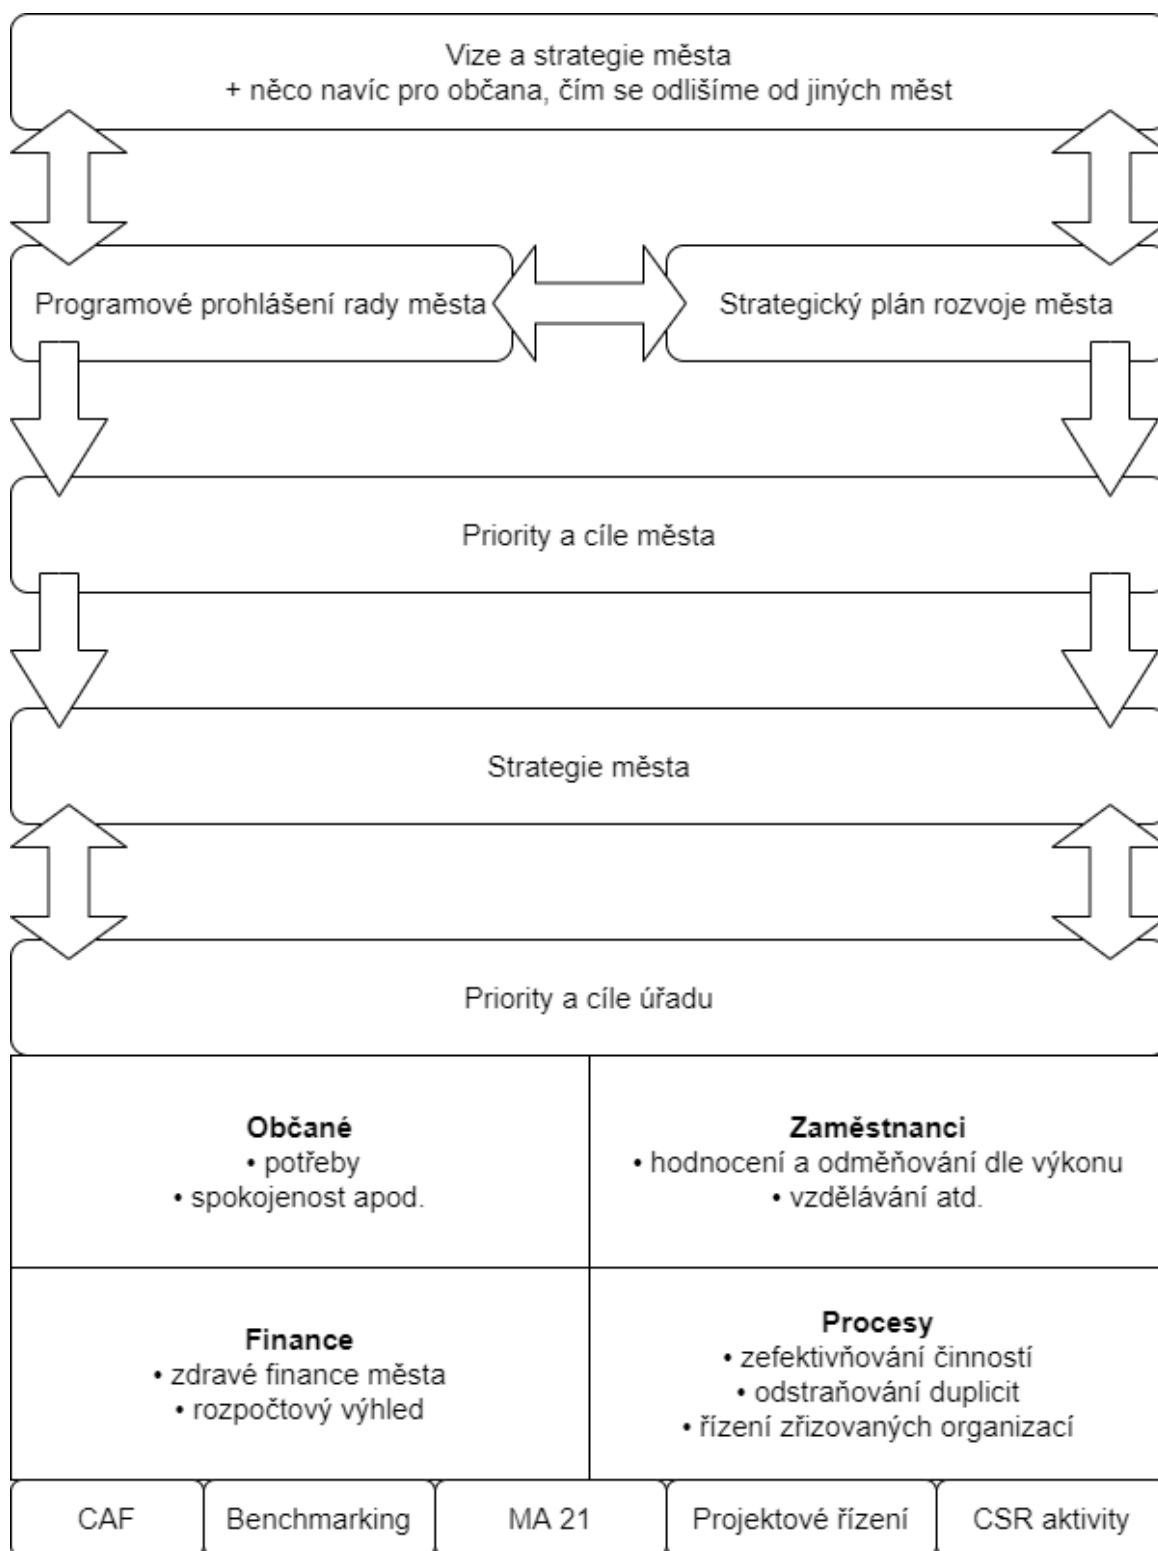 Vize a strategie města
+ něco navíc pro občana, čím se odlišíme od jiných měst
Programové prohlášení rady města
Strategický plán rozvoje města
Priority a cíle města
Strategie města
Priority a cíle úřadu
Občané
• potřeby
• spokojenost apod.
Zaměstnanci
• hodnocení a odměňování dle výkonu
• vzdělávání atd.
Finance
• zdravé finance města
• rozpočtový výhled
Procesy
• zefektivňování činností
• odstraňování duplicit
• řízení zřizovaných organizací
CAF
Benchmarking
MA 21
Projektové řízení
CSR aktivity